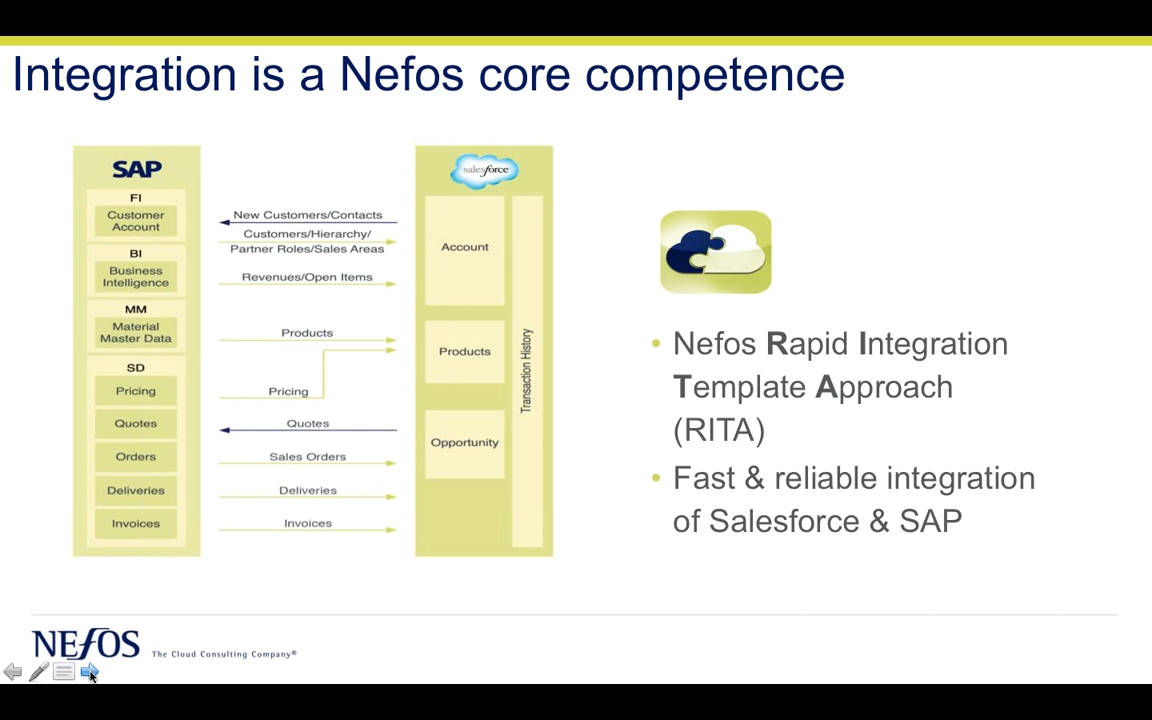 Integration is a Nefos core competence
SAP
FI
Customer
Account
BI
Business
Intelligence
MM
Material
Master Data
SD
Pricing
Quotes
Orders
Deliveries
Invoices
New Customers/Contacts
Customers/Hierarchy/
Partner Roles/Sales Areas
Revenues/Open Items
Products
Pricing
Quotes
Sales Orders
Deliveries
Invoices
salesforce
Account
Products
Opportunity
Transaction History
• Nefos Rapid Integration
Template Approach
(RITA)
• Fast & reliable integration
of Salesforce & SAP
NEfOS
The Cloud Consulting Company®